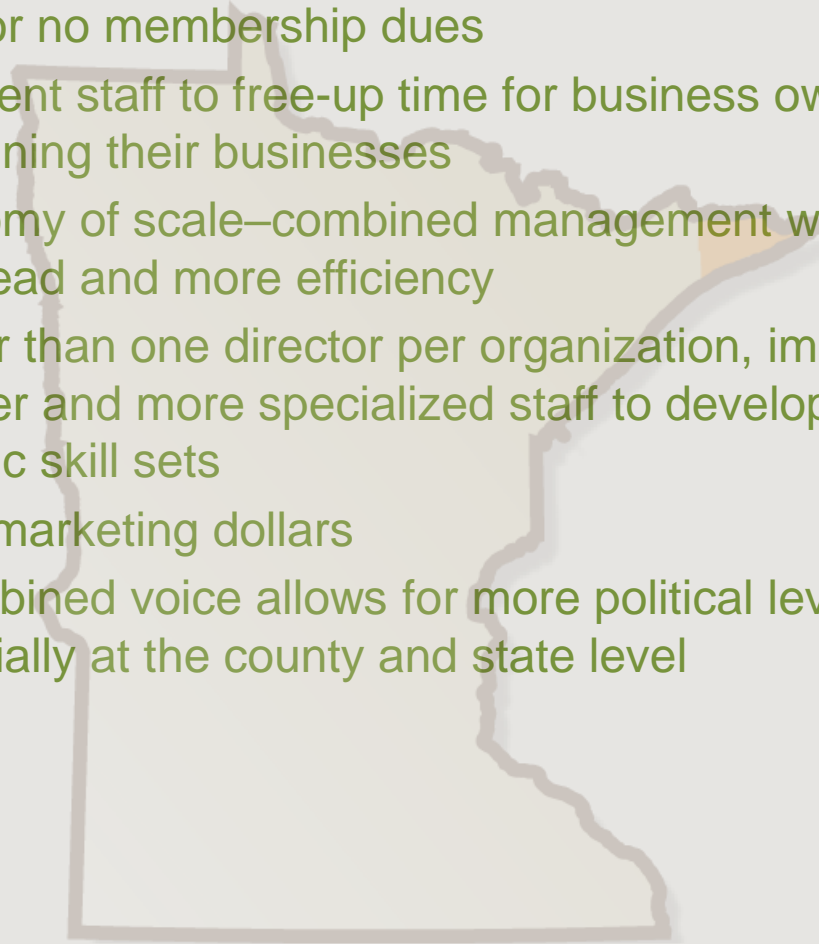 or no membership dues
ent staff to free-up time for business ow
ning their businesses
omy of scale–combined management w
ead and more efficiency
r than one director per organization, im
er and more specialized staff to develop
ic skill sets
marketing dollars
bined voice allows for more political lev
ially at the county and state level